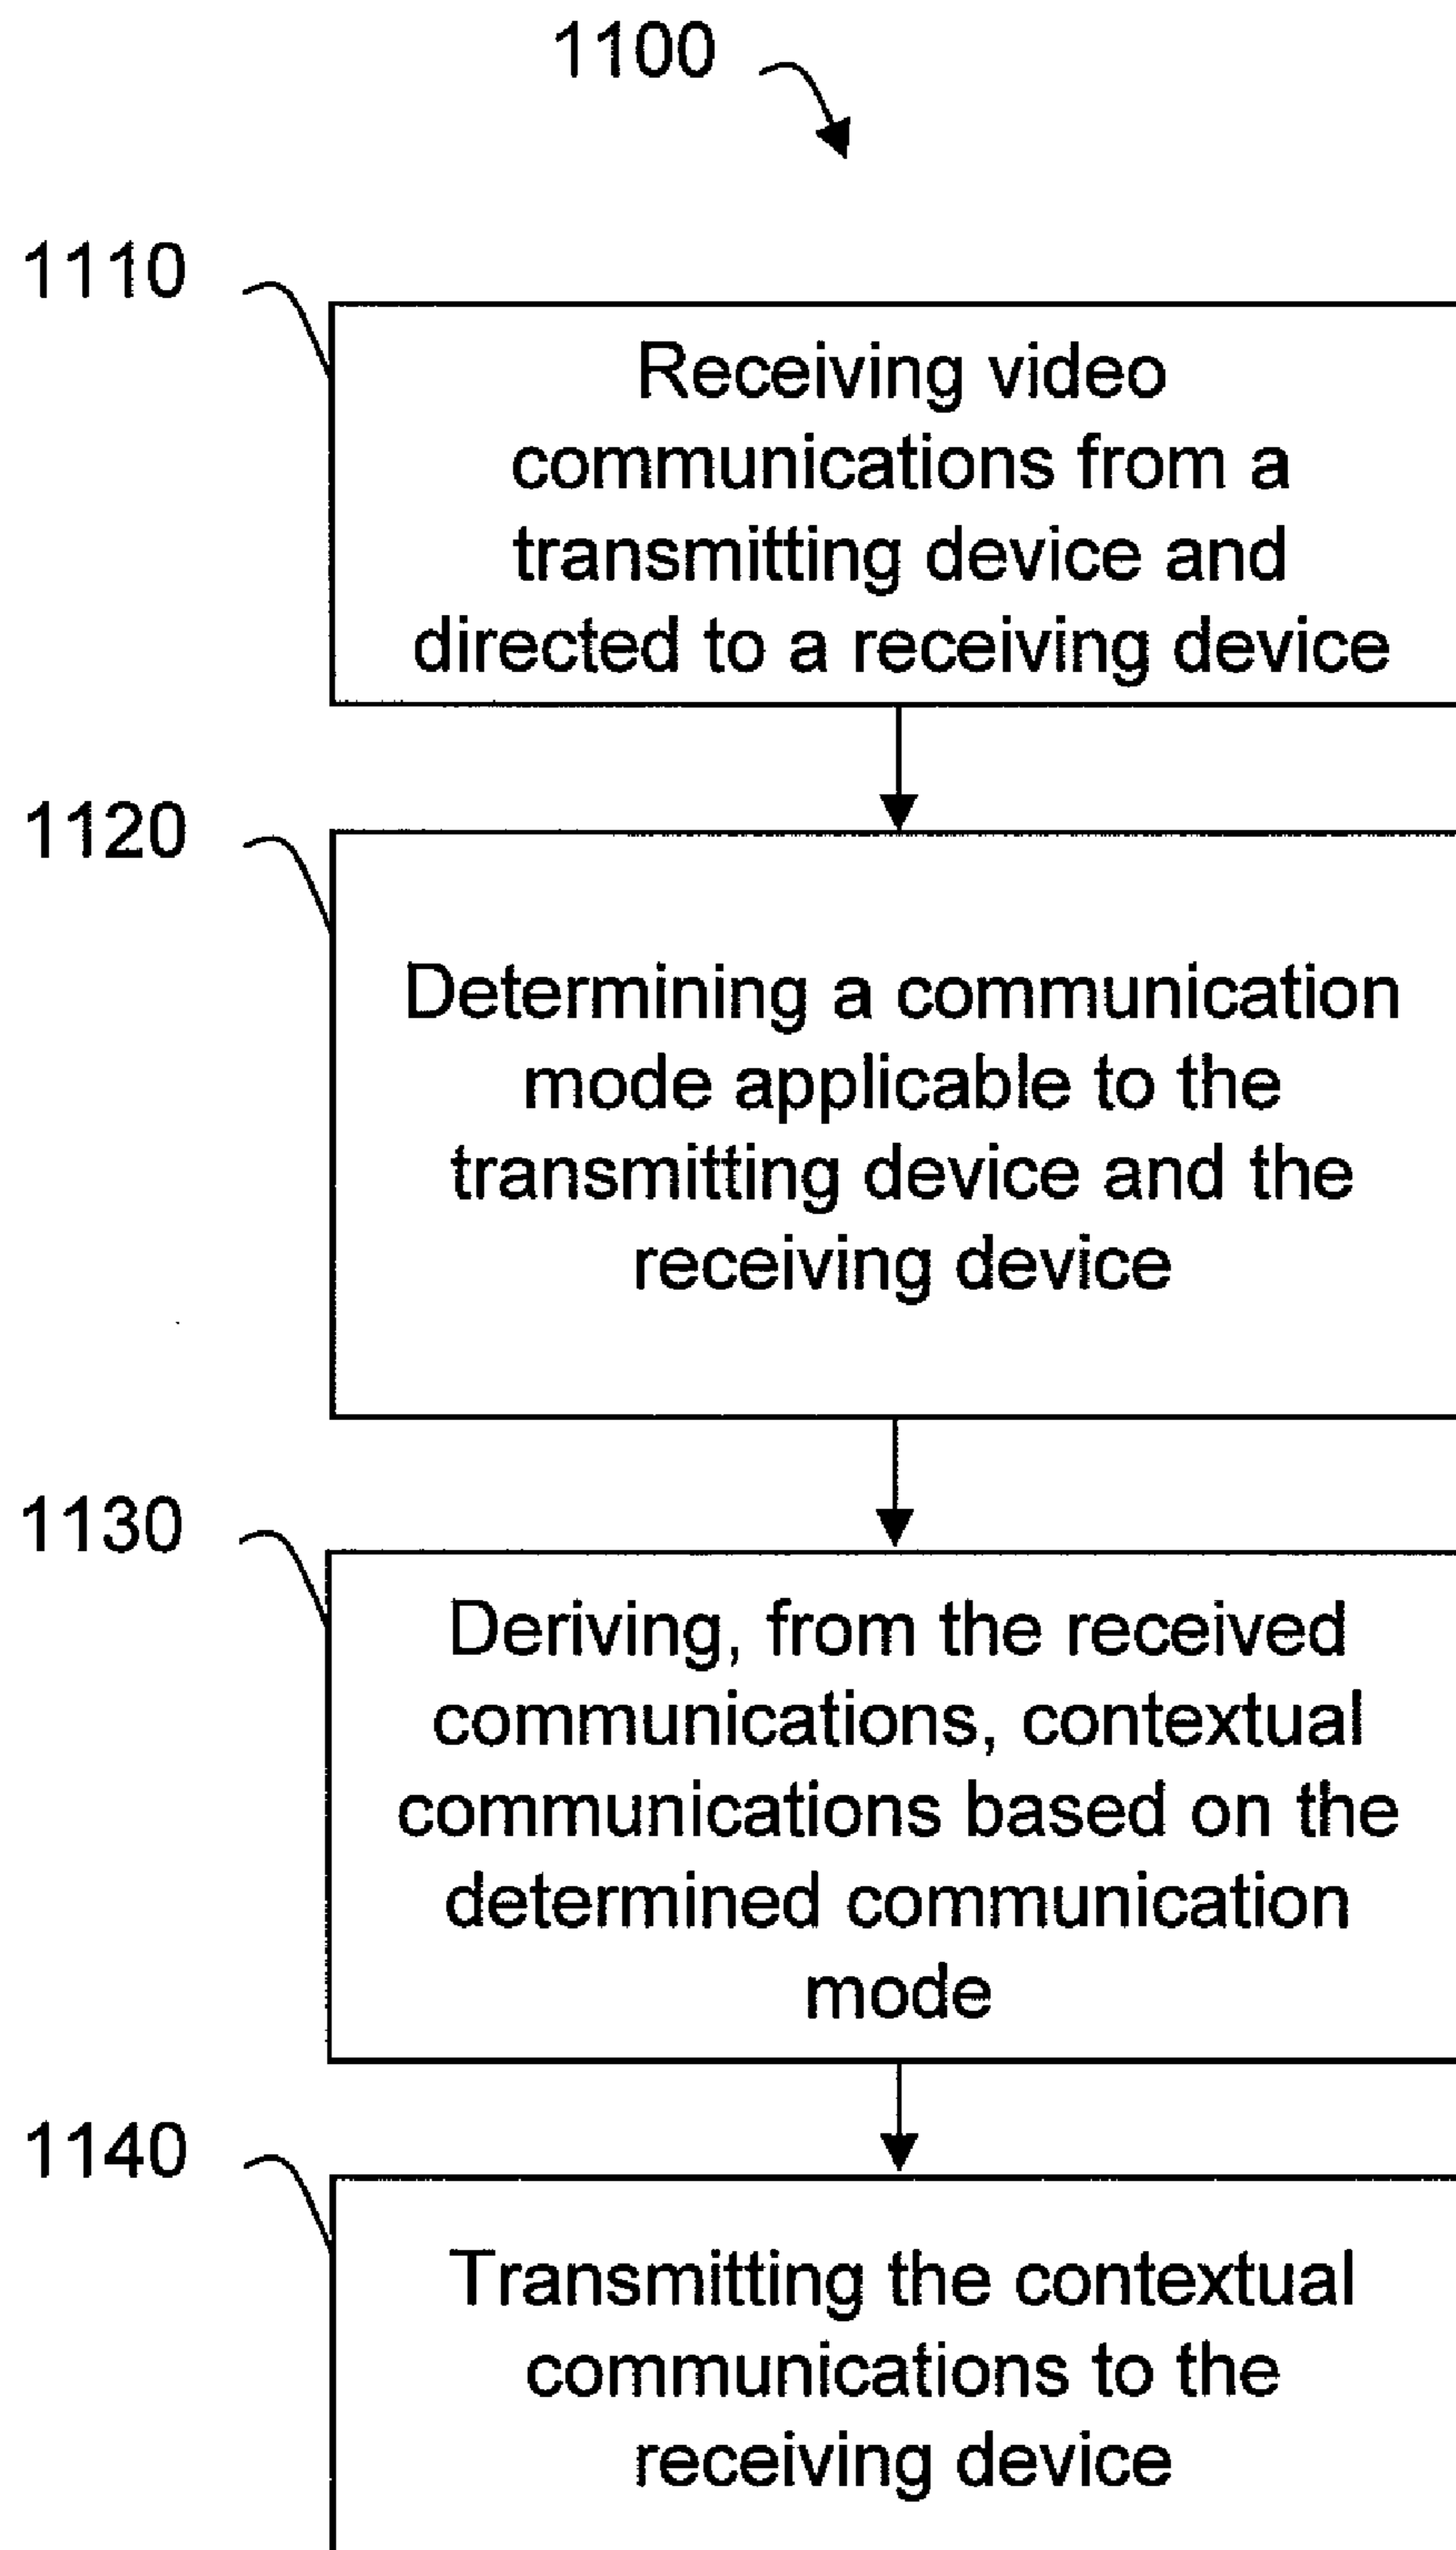 1100
1110
Receiving video
communications from a
transmitting device and
directed to a receiving device
1120
Determining a communication
mode applicable to the
transmitting device and the
receiving device
1130
Deriving, from the received
communications, contextual
communications based on the
determined communication
mode
1140
Transmitting the contextual
communications to the
receiving device